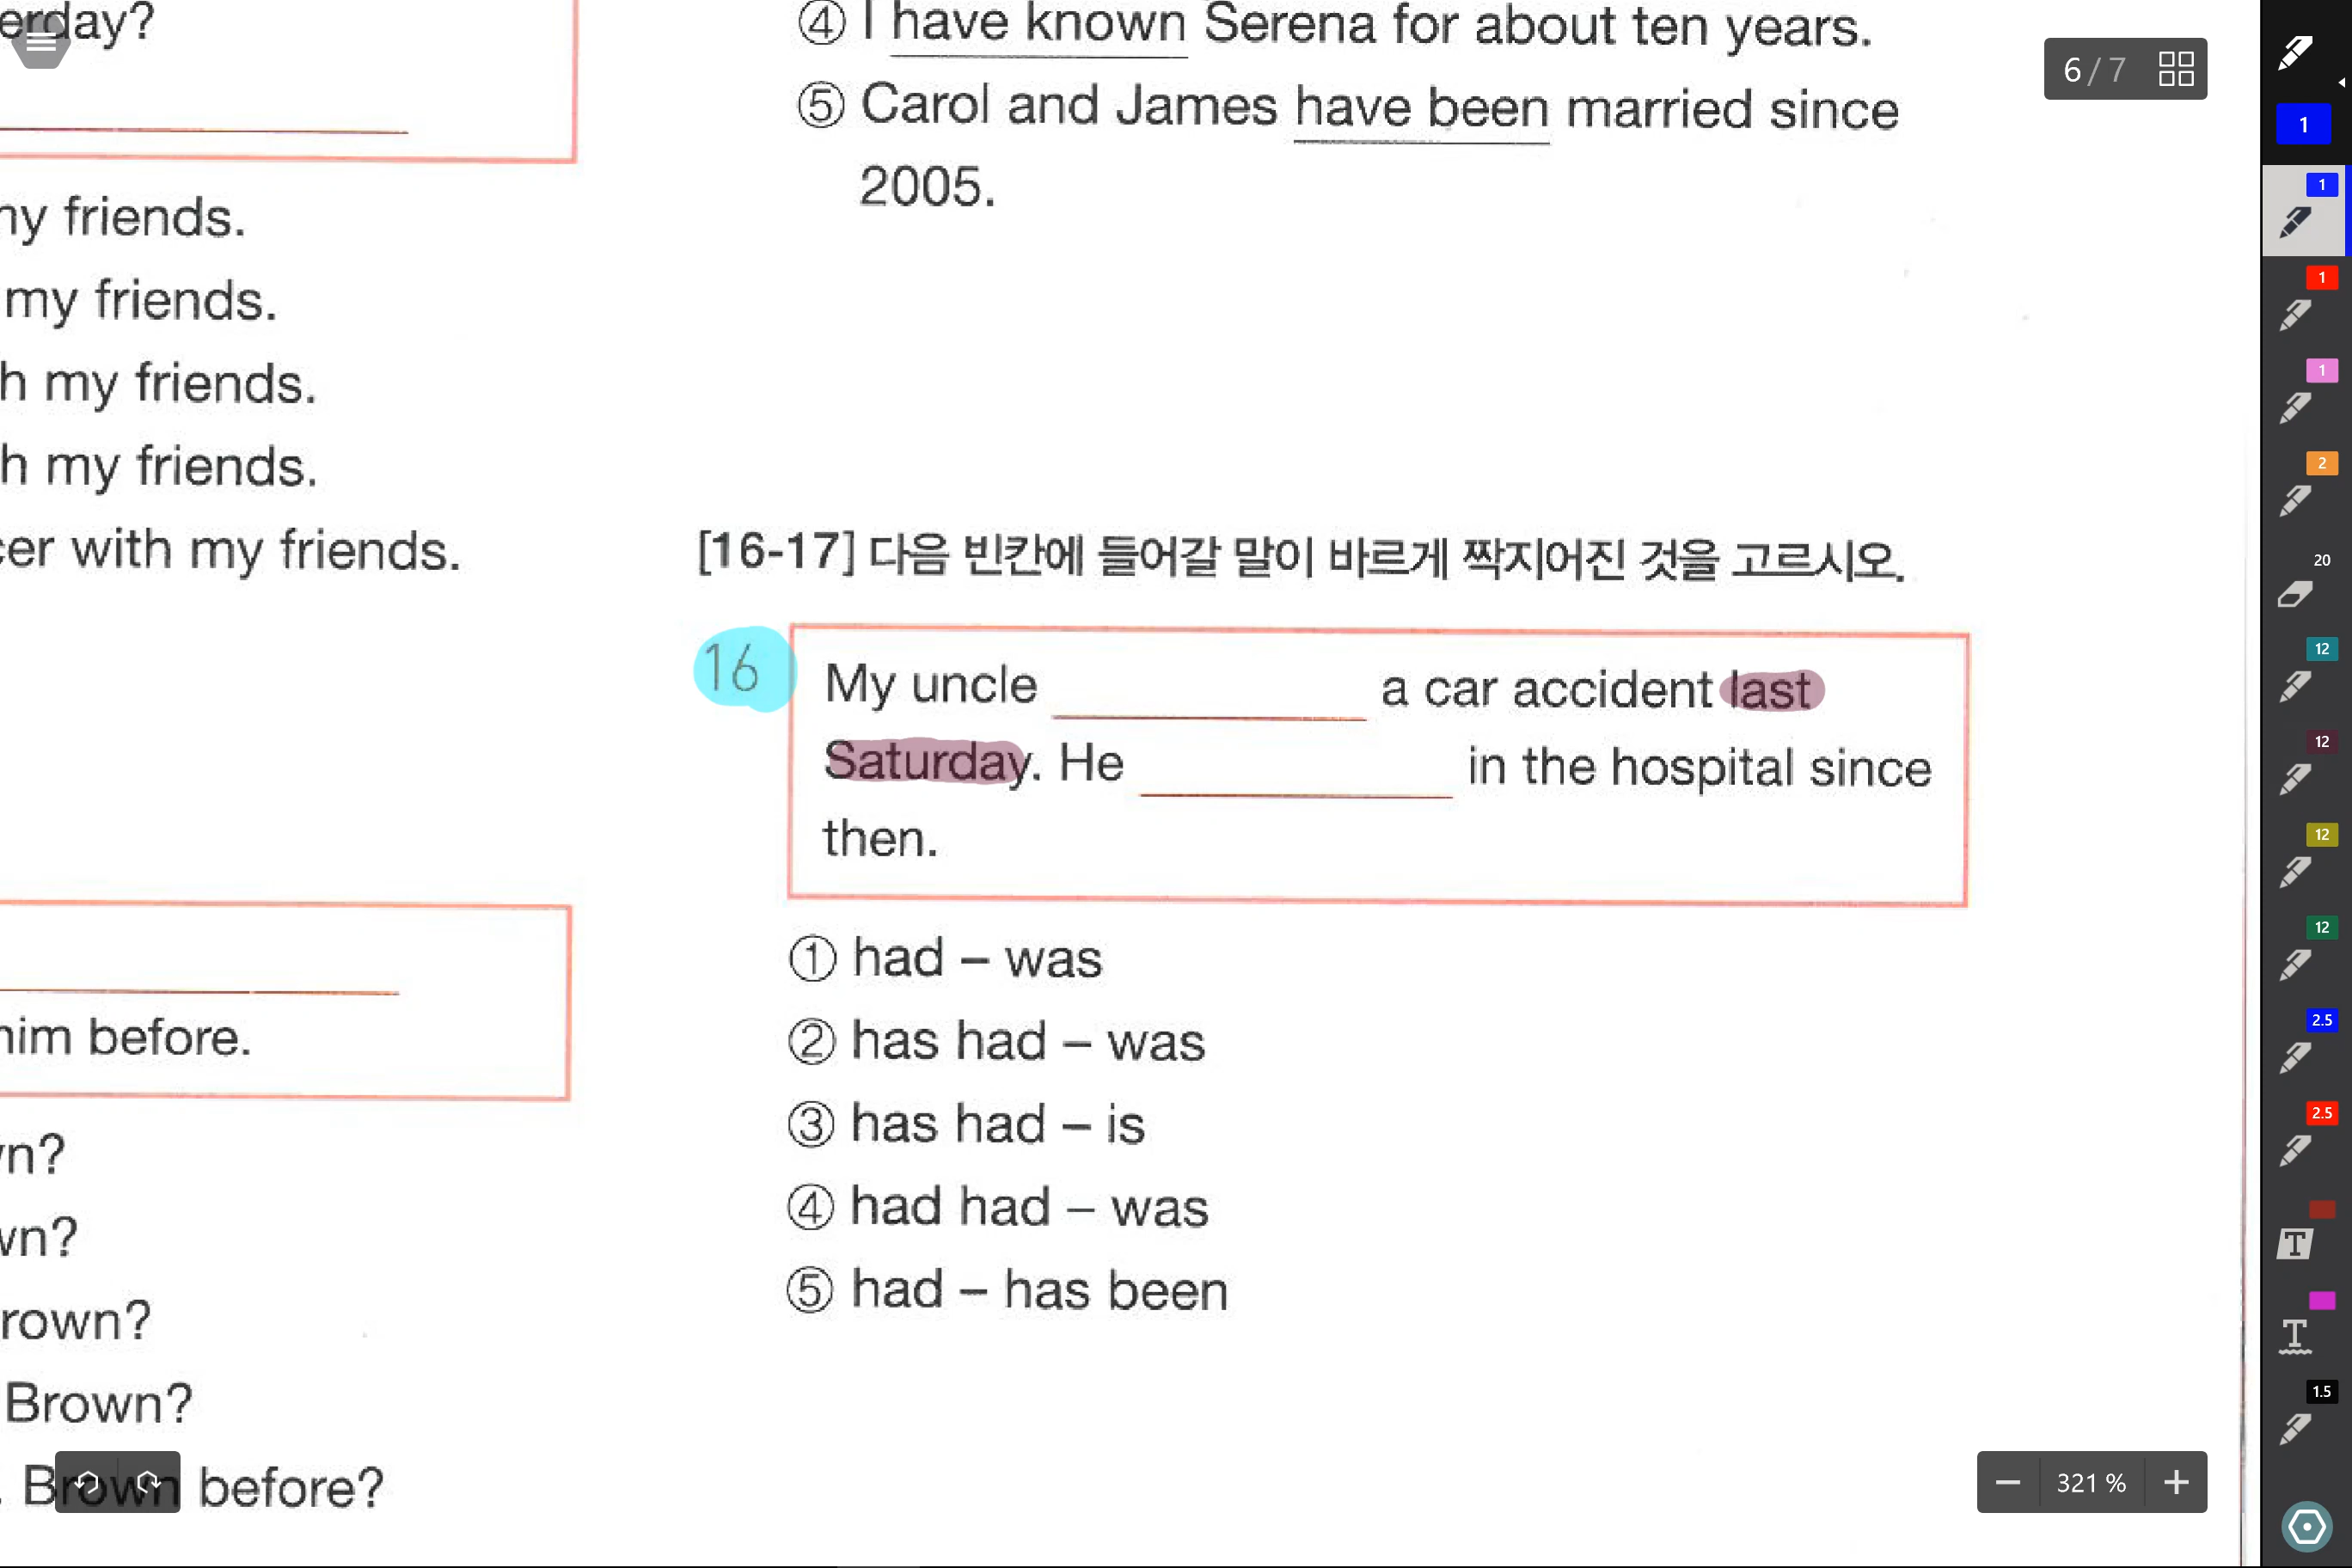 erday?
my friends.
my friends.
h my friends.
h my friends.
cer with my friends.
him before.
wn?
wn?
rown?
Brown?
. Brown before?
④ I have known Serena for about ten years.
⑤ Carol and James have been married since
2005.
[16-17] 다음 빈칸에 들어갈 말이 바르게 짝지어진 것을 고르시오.
16
My uncle a car accident last
Saturday. He in the hospital since
then.
① had – was
② has had – was
③ has had – is
④ had had – was
⑤ had – has been
6 / 7
321 %
1
1
1
1
2
20
12
12
12
12
2.5
2.5
T
T
1.5